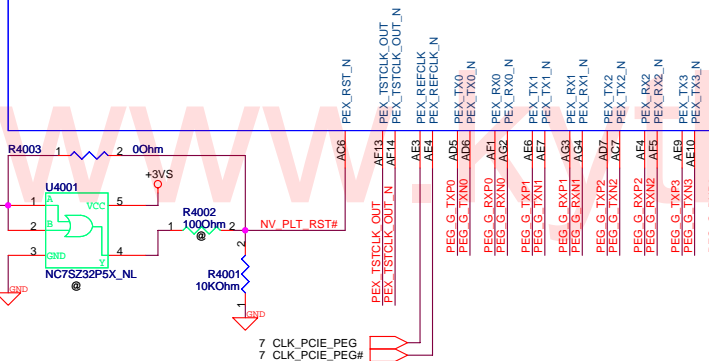 PEX_RST_N
PEX_TSTCLK_OUT
PEX_TSTCLK_OUT_N
PEX_REFCLK
PEX_REFCLK_N
PEX_TX0
PEX_TX0_N
PEX_RX0
PEX_RX0_N
PEX_TX1
PEX_TX1_N
PEX_RX1
PEX_RX1_N
PEX_TX2
PEX_TX2_N
PEX_RX2
PEX_RX2_N
PEX_TX3
PEX_TX3_N
AC6
AF13
AF14
AE3
AE4
AD5
AD6
AF1
AG2
AE6
AE7
AG3
AG4
AD7
AC7
AF4
AF5
AE9
AE10
PEX_TSTCLK_OUT
PEX_TSTCLK_OUT_N
PEG_G_TXP0
PEG_G_TXN0
PEG_G_RXP0
PEG_G_RXN0
PEG_G_TXP1
PEG_G_TXN1
PEG_G_RXP1
PEG_G_RXN1
PEG_G_TXP2
PEG_G_TXN2
PEG_G_RXP2
PEG_G_RXN2
PEG_G_TXP3
PEG_G_TXN3
R4003 1 2 0Ohm
+3VS
U4001
1 A VCC 5
2 B
3 GND Y 4
NC7SZ32P5X_NL
@
GND
R4002
1 100Ohm 2
@
NV_PLT_RST#
2
R4001
10KOhm
1
GND
7 CLK_PCIE_PEG
7 CLK_PCIE_PEG#
www.kyt